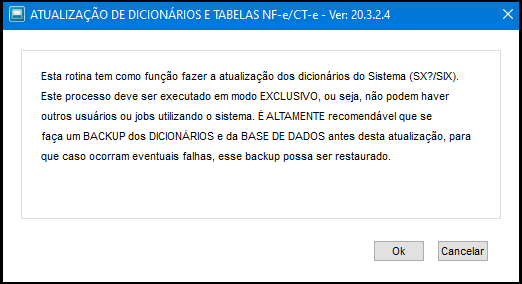 ATUALIZAÇÃO DE DICIONÁRIOS E TABELAS NF-e/CT-e - Ver: 20.3.2.4
Esta rotina tem como função fazer a atualização dos dicionários do Sistema (SX?/SIX).
Este processo deve ser executado em modo EXCLUSIVO, ou seja, não podem haver
outros usuários ou jobs utilizando o sistema. É ALTAMENTE recomendável que se
faça um BACKUP dos DICIONÁRIOS e da BASE DE DADOS antes desta atualização, para
que caso ocorram eventuais falhas, esse backup possa ser restaurado.
Ok Cancelar